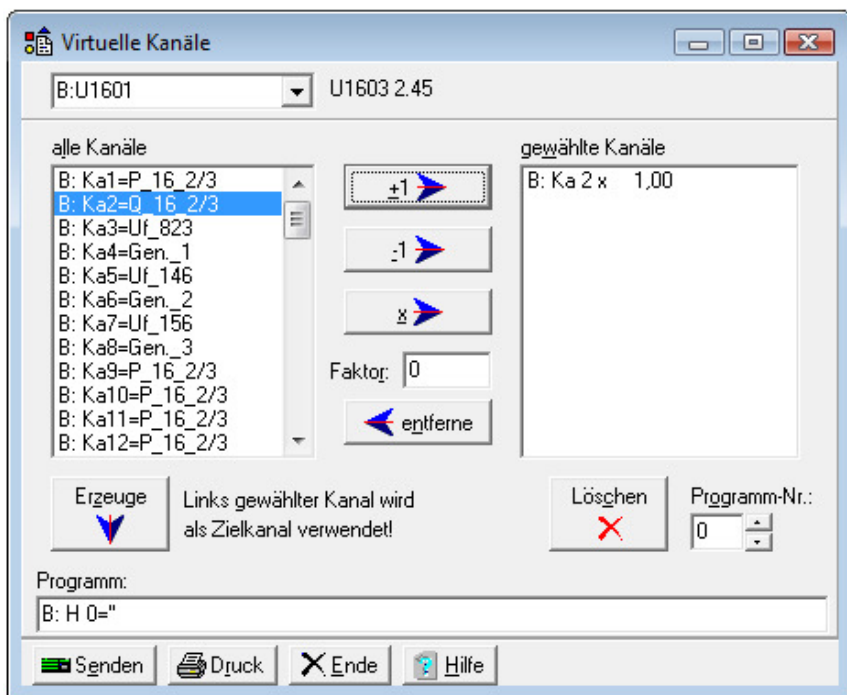 Virtuelle Kanäle
B:U1601 U1603 2.45
alle Kanäle
B: Ka1=P_16_2/3
B: Ka2=Q_16_2/3
B: Ka3=Uf_823
B: Ka4=Gen._1
B: Ka5=Uf_146
B: Ka6=Gen._2
B: Ka7=Uf_156
B: Ka8=Gen._3
B: Ka9=P_16_2/3
B: Ka10=P_16_2/3
B: Ka11=P_16_2/3
B: Ka12=P_16_2/3
+1
-1
x
Faktor: 0
entferne
gewählte Kanäle
B: Ka 2 x 1,00
Erzeuge
Links gewählter Kanal wird
als Zielkanal verwendet!
Löschen
Programm-Nr.:
0
Programm:
B: H 0="
Senden Druck Ende Hilfe